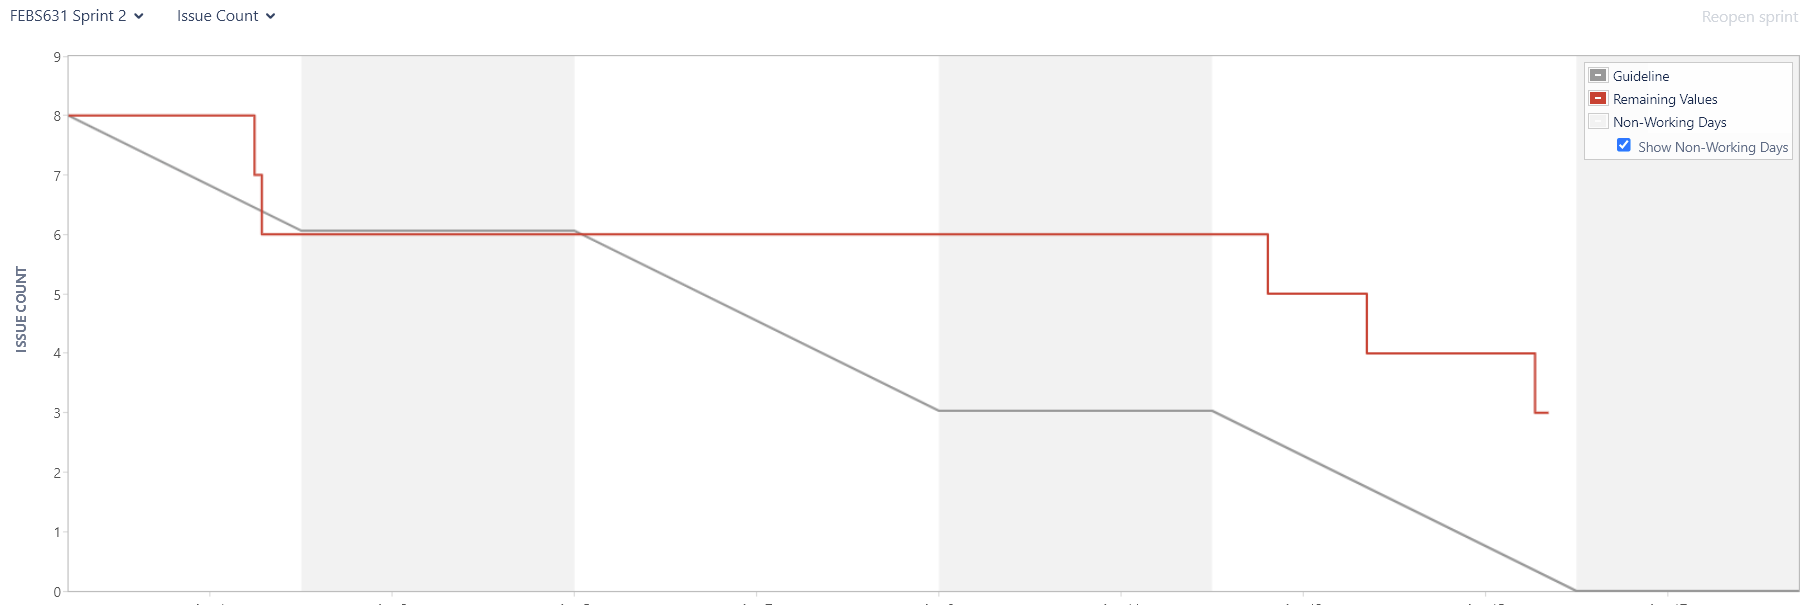 FEBS631 Sprint 2 Issue Count Reopen sprint
9
Guideline
Remaining Values
Non-Working Days
Show Non-Working Days
8
7
6
5
4
3
2
1
0
ISSUE COUNT